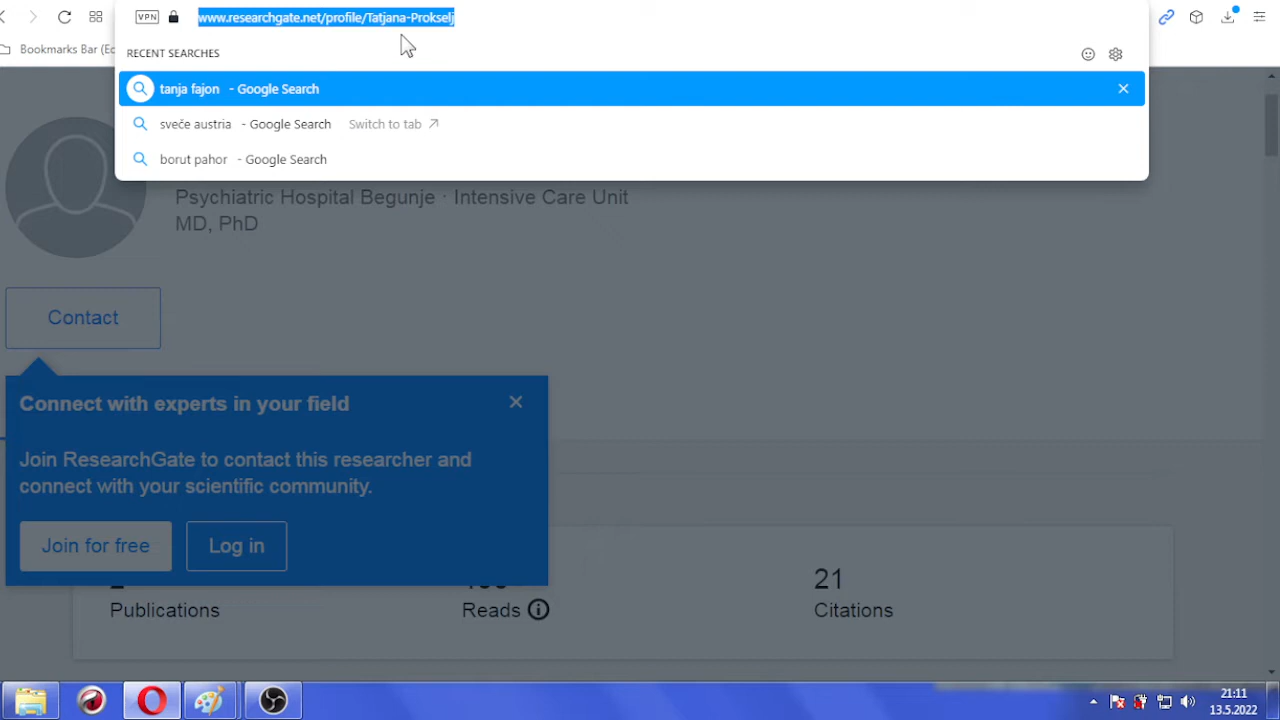 VPN www.researchgate.net/profile/Tatjana-Prokselj
Bookmarks Bar
RECENT SEARCHES
tanja fajon - Google Search
sveče austria - Google Search Switch to tab
borut pahor - Google Search
Psychiatric Hospital Begunje · Intensive Care Unit
MD, PhD
Contact
Connect with experts in your field
Join ResearchGate to contact this researcher and
connect with your scientific community.
Join for free Log in
21
Publications Reads Citations
21:11
13.5.2022